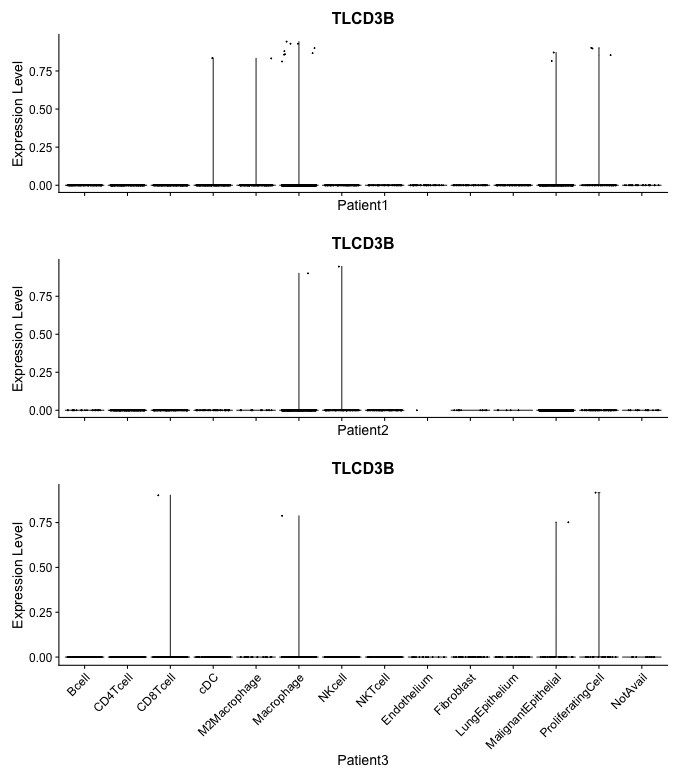 TLCD3B
Expression Level
0.75
0.50
0.25
0.00
Patient1
TLCD3B
Expression Level
0.75
0.50
0.25
0.00
Patient2
TLCD3B
Expression Level
0.75
0.50
0.25
0.00
Bcell
CD4Tcell
CD8Tcell
cDC
M2Macrophage
Macrophage
NKcell
NKTcell
Endothelium
Fibroblast
LungEpithelium
MalignantEpithelial
ProliferatingCell
NotAvail
Patient3